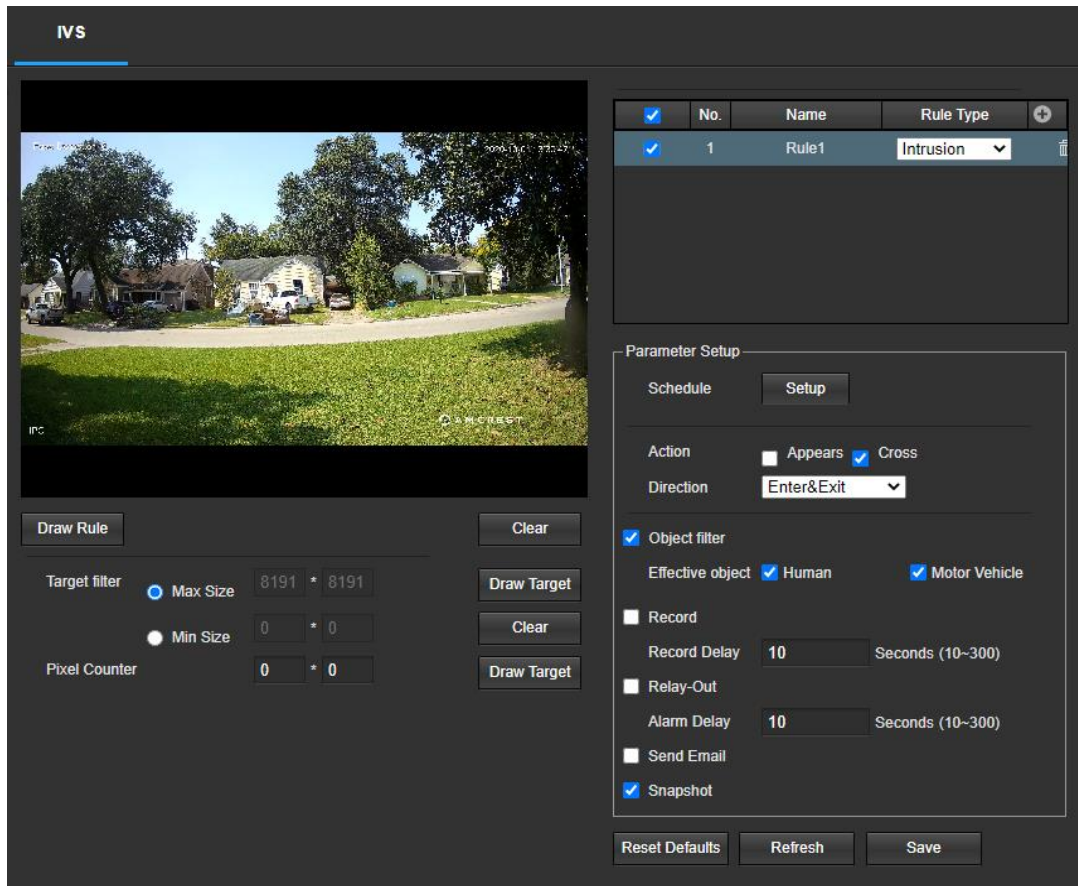 IVS
No. Name Rule Type
1 Rule1 Intrusion
AMCREST
IPC
Draw Rule Clear
Target filter Max Size 8191 * 8191 Draw Target
Min Size 0 * 0 Clear
Pixel Counter 0 * 0 Draw Target
Parameter Setup
Schedule Setup
Action Appears Cross
Direction Enter&Exit
Object filter
Effective object Human Motor Vehicle
Record
Record Delay 10 Seconds (10~300)
Relay-Out
Alarm Delay 10 Seconds (10~300)
Send Email
Snapshot
Reset Defaults Refresh Save